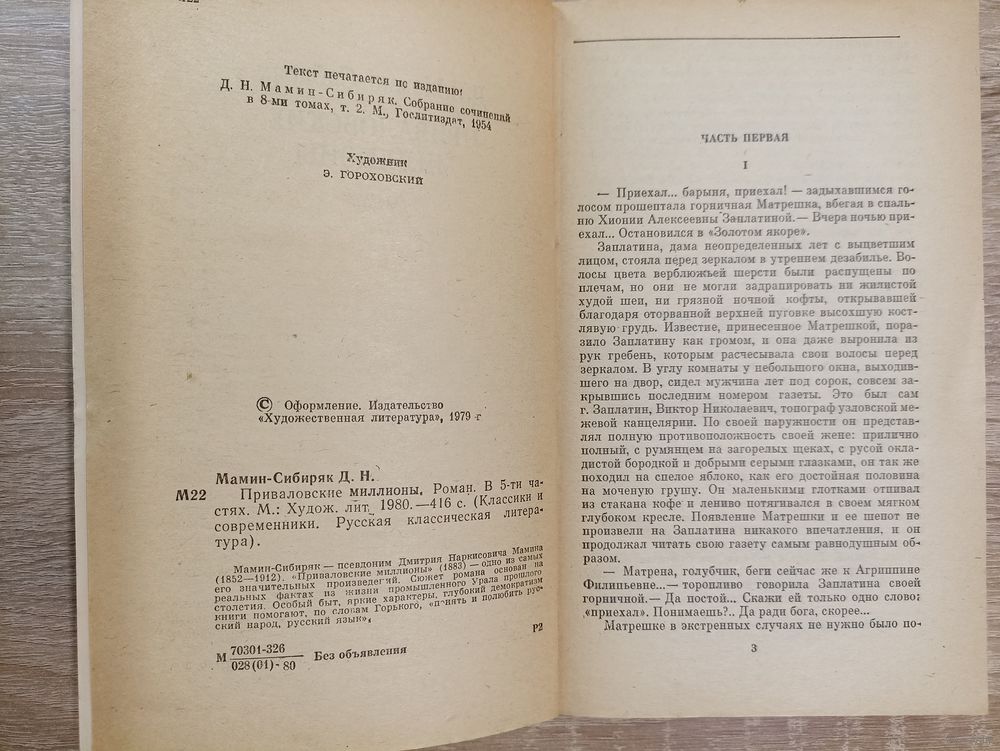 Текст печатается по изданию:
Д. Н. Мамин-Сибиряк. Собрание сочинений
в 8-ми томах, т. 2. М., Гослитиздат, 1954
Художник
Э. ГОРОХОВСКИЙ
© Оформление. Издательство
«Художественная литература», 1979 г
Мамин-Сибиряк Д. Н.
М22 Приваловские миллионы. Роман. В 5-ти ча-
стях. М.: Худож. лит. 1980.—416 с. (Классики и
современники. Русская классическая литера-
тура).
Мамин-Сибиряк — псевдоним Дмитрия Наркисовича Мамина
(1852—1912). «Приваловские миллионы» (1883) — одно из самых
его значительных произведений. Сюжет романа основан на
реальных фактах из жизни промышленного Урала прошлого
столетия. Особый быт, яркие характеры, глубокий демократизм
книги помогают, по словам Горького, «понять и полюбить рус-
ский народ, русский язык».
Р2
М 70301-326
028(01)-80 Без объявления
ЧАСТЬ ПЕРВАЯ
I
— Приехал... барыня, приехал! — задыхавшимся го-
лосом прошептала горничная Матрешка, вбегая в спаль-
ню Хионии Алексеевны Заплатиной.— Вчера ночью при-
ехал... Остановился в «Золотом якоре».
Заплатина, дама неопределенных лет с выцветшим
лицом, стояла перед зеркалом в утреннем дезабилье. Во-
лосы цвета верблюжьей шерсти были распущены по
плечам, но они не могли задрапировать ни жилистой
худой шеи, ни грязной ночной кофты, открывавшей
благодаря оторванной верхней пуговке высохшую кост-
лявую грудь. Известие, принесенное Матрешкой, пора-
зило Заплатину как громом, и она даже выронила из
рук гребень, которым расчесывала свои волосы перед
зеркалом. В углу комнаты у небольшого окна, выходив-
шего на двор, сидел мужчина лет под сорок, совсем за-
крывшись последним номером газеты. Это был сам
г. Заплатин, Виктор Николаевич, топограф узловской ме-
жевой канцелярии. По своей наружности он представ-
лял полную противоположность своей жене: прилично
полный, с румянцем на загорелых щеках, с русой окла-
дистой бородкой и добрыми серыми глазками, он так же
походил на спелое яблоко, как его достойная половина
на моченую грушу. Он маленькими глотками отпивал
из стакана кофе и лениво потягивался в своем мягком
глубоком кресле. Появление Матрешки и ее шепот не
произвели на Заплатина никакого впечатления, и он
продолжал читать свою газету самым равнодушным об-
разом.
— Матрена, голубчик, беги сейчас же к Агриппине
Филипьевне...— торопливо говорила Заплатина своей
горничной.— Да постой... Скажи ей только одно слово:
«приехал». Понимаешь?.. Да ради бога, скорее...
Матрешке в экстренных случаях не нужно было по-
3